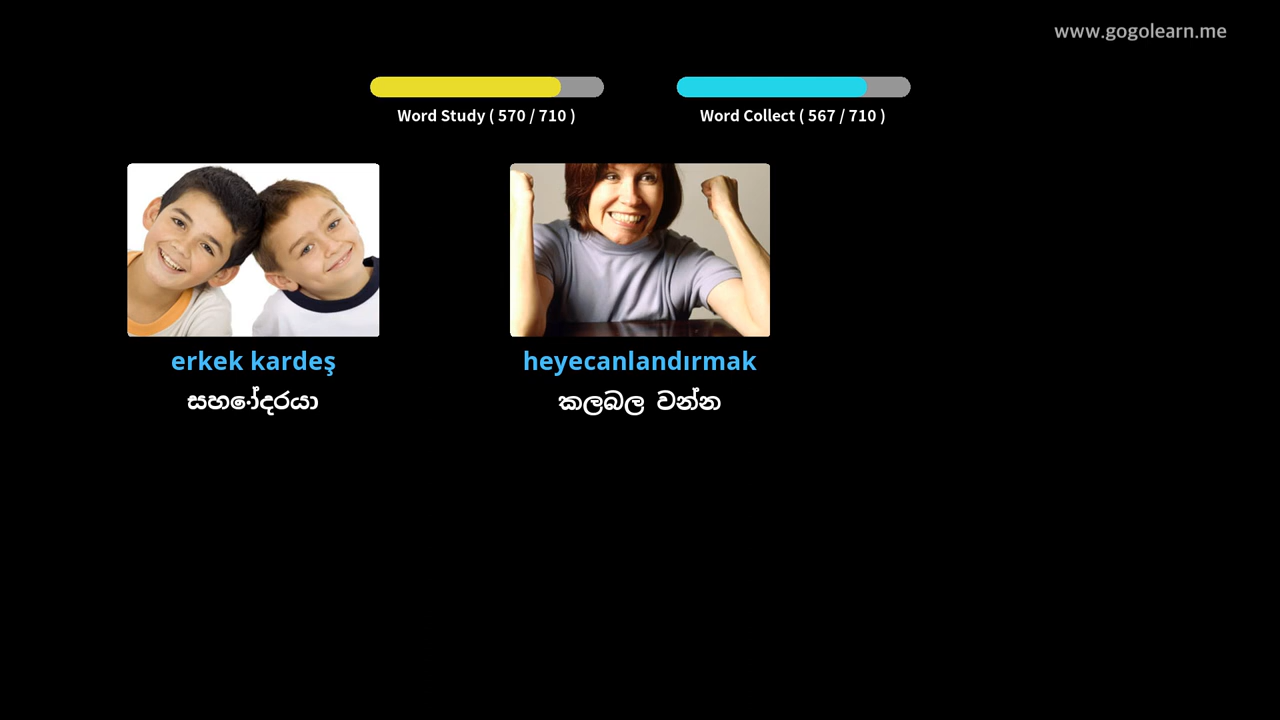 www.gogolearn.me
Word Study ( 570 / 710 )
Word Collect ( 567 / 710 )
erkek kardeş
සහෝදරයා
heyecanlandırmak
කලබල වන්න